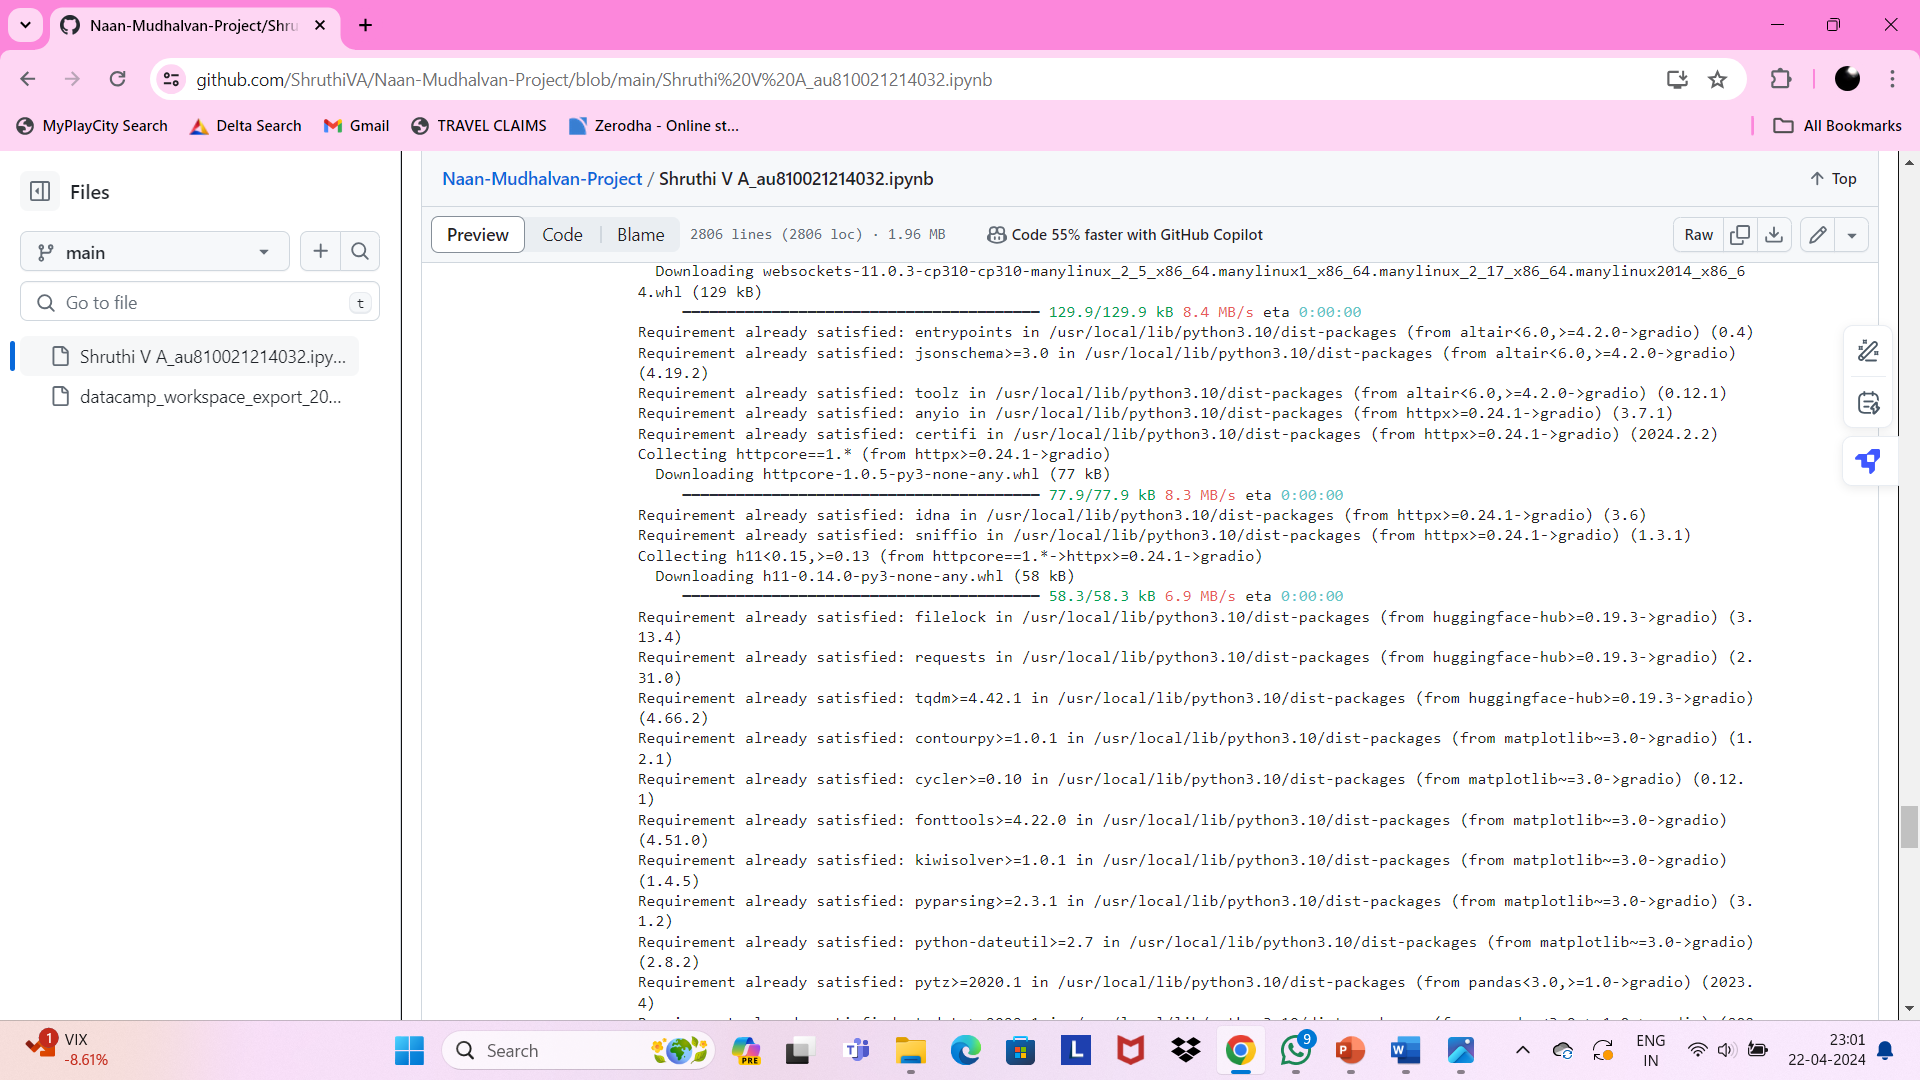 Naan-Mudhalvan-Project/Shru
github.com/ShruthiVA/Naan-Mudhalvan-Project/blob/main/Shruthi%20V%20A_au810021214032.ipynb
MyPlayCity Search
Delta Search
Gmail
TRAVEL CLAIMS
Zerodha - Online st...
All Bookmarks
Files
main
Go to file
t
Shruthi V A_au810021214032.ipy...
datacamp_workspace_export_20...
Naan-Mudhalvan-Project / Shruthi V A_au810021214032.ipynb
Top
Preview
Code
Blame
2806 lines (2806 loc) · 1.96 MB
Code 55% faster with GitHub Copilot
Raw
Downloading websockets-11.0.3-cp310-cp310-manylinux_2_5_x86_64.manylinux1_x86_64.manylinux_2_17_x86_64.manylinux2014_x86_6
4.whl (129 kB)
129.9/129.9 kB 8.4 MB/s eta 0:00:00
Requirement already satisfied: entrypoints in /usr/local/lib/python3.10/dist-packages (from altair<6.0,>=4.2.0->gradio) (0.4)
Requirement already satisfied: jsonschema>=3.0 in /usr/local/lib/python3.10/dist-packages (from altair<6.0,>=4.2.0->gradio)
(4.19.2)
Requirement already satisfied: toolz in /usr/local/lib/python3.10/dist-packages (from altair<6.0,>=4.2.0->gradio) (0.12.1)
Requirement already satisfied: anyio in /usr/local/lib/python3.10/dist-packages (from httpx>=0.24.1->gradio) (3.7.1)
Requirement already satisfied: certifi in /usr/local/lib/python3.10/dist-packages (from httpx>=0.24.1->gradio) (2024.2.2)
Collecting httpcore==1.* (from httpx>=0.24.1->gradio)
Downloading httpcore-1.0.5-py3-none-any.whl (77 kB)
77.9/77.9 kB 8.3 MB/s eta 0:00:00
Requirement already satisfied: idna in /usr/local/lib/python3.10/dist-packages (from httpx>=0.24.1->gradio) (3.6)
Requirement already satisfied: sniffio in /usr/local/lib/python3.10/dist-packages (from httpx>=0.24.1->gradio) (1.3.1)
Collecting h11<0.15,>=0.13 (from httpcore==1.*->httpx>=0.24.1->gradio)
Downloading h11-0.14.0-py3-none-any.whl (58 kB)
58.3/58.3 kB 6.9 MB/s eta 0:00:00
Requirement already satisfied: filelock in /usr/local/lib/python3.10/dist-packages (from huggingface-hub>=0.19.3->gradio) (3.
13.4)
Requirement already satisfied: requests in /usr/local/lib/python3.10/dist-packages (from huggingface-hub>=0.19.3->gradio) (2.
31.0)
Requirement already satisfied: tqdm>=4.42.1 in /usr/local/lib/python3.10/dist-packages (from huggingface-hub>=0.19.3->gradio)
(4.66.2)
Requirement already satisfied: contourpy>=1.0.1 in /usr/local/lib/python3.10/dist-packages (from matplotlib~=3.0->gradio) (1.
2.1)
Requirement already satisfied: cycler>=0.10 in /usr/local/lib/python3.10/dist-packages (from matplotlib~=3.0->gradio) (0.12.
1)
Requirement already satisfied: fonttools>=4.22.0 in /usr/local/lib/python3.10/dist-packages (from matplotlib~=3.0->gradio)
(4.51.0)
Requirement already satisfied: kiwisolver>=1.0.1 in /usr/local/lib/python3.10/dist-packages (from matplotlib~=3.0->gradio)
(1.4.5)
Requirement already satisfied: pyparsing>=2.3.1 in /usr/local/lib/python3.10/dist-packages (from matplotlib~=3.0->gradio) (3.
1.2)
Requirement already satisfied: python-dateutil>=2.7 in /usr/local/lib/python3.10/dist-packages (from matplotlib~=3.0->gradio)
(2.8.2)
Requirement already satisfied: pytz>=2020.1 in /usr/local/lib/python3.10/dist-packages (from pandas<3.0,>=1.0->gradio) (2023.
4)
1
VIX
-8.61%
Search
PRE
L
9
ENG
IN
23:01
22-04-2024